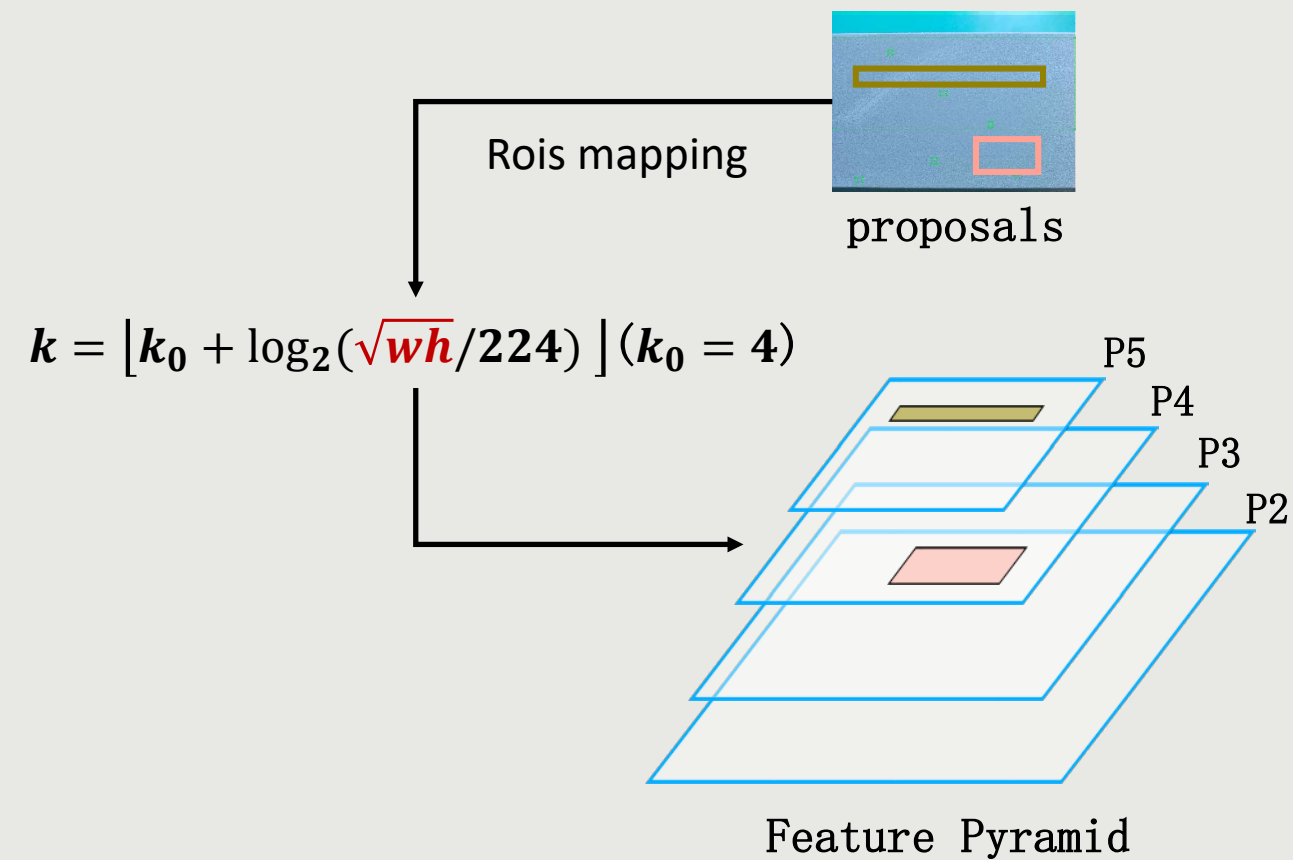 Rois mapping
proposals
k = ⌊k₀ + log₂(√wh/224) ⌋(k₀ = 4)
P5
P4
P3
P2
Feature Pyramid